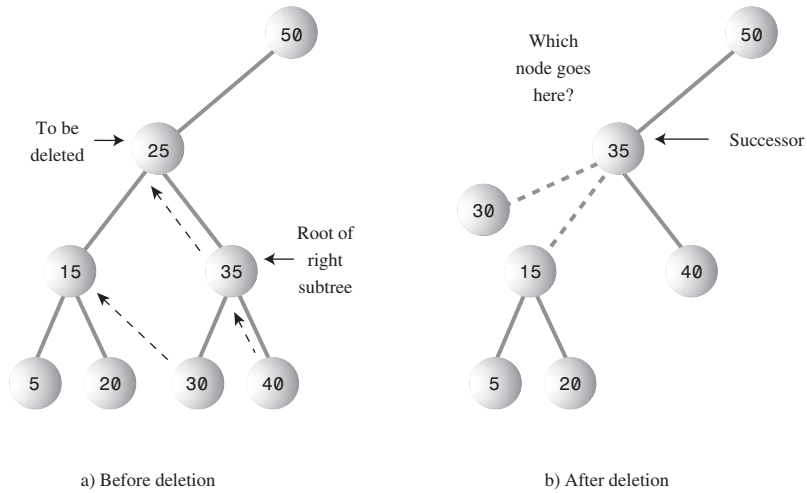 50
To be
deleted
25
Root of
right
subtree
15
35
5
20
30
40
a) Before deletion
Which
node goes
here?
50
35
Successor
30
15
40
5
20
b) After deletion